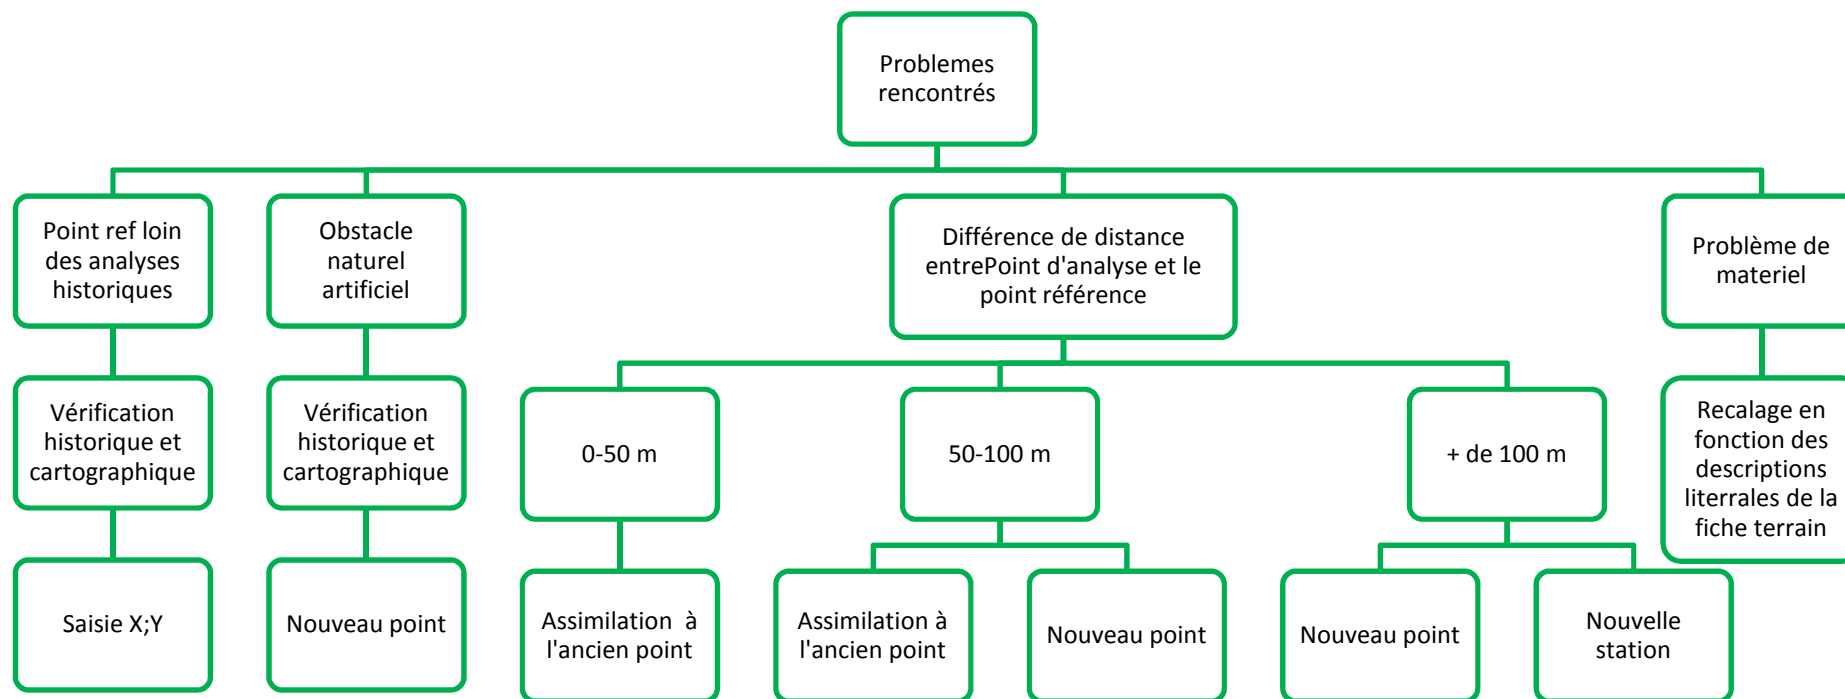 Problemes
rencontrés
Point ref loin
des analyses
historiques
Obstacle
naturel
artificiel
Différence de distance
entrePoint d'analyse et le
point référence
Problème de
materiel
Vérification
historique et
cartographique
Vérification
historique et
cartographique
0-50 m
50-100 m
+ de 100 m
Recalage en
fonction des
descriptions
literrales de la
fiche terrain
Saisie X;Y
Nouveau point
Assimilation à
l'ancien point
Assimilation à
l'ancien point
Nouveau point
Nouveau point
Nouvelle
station